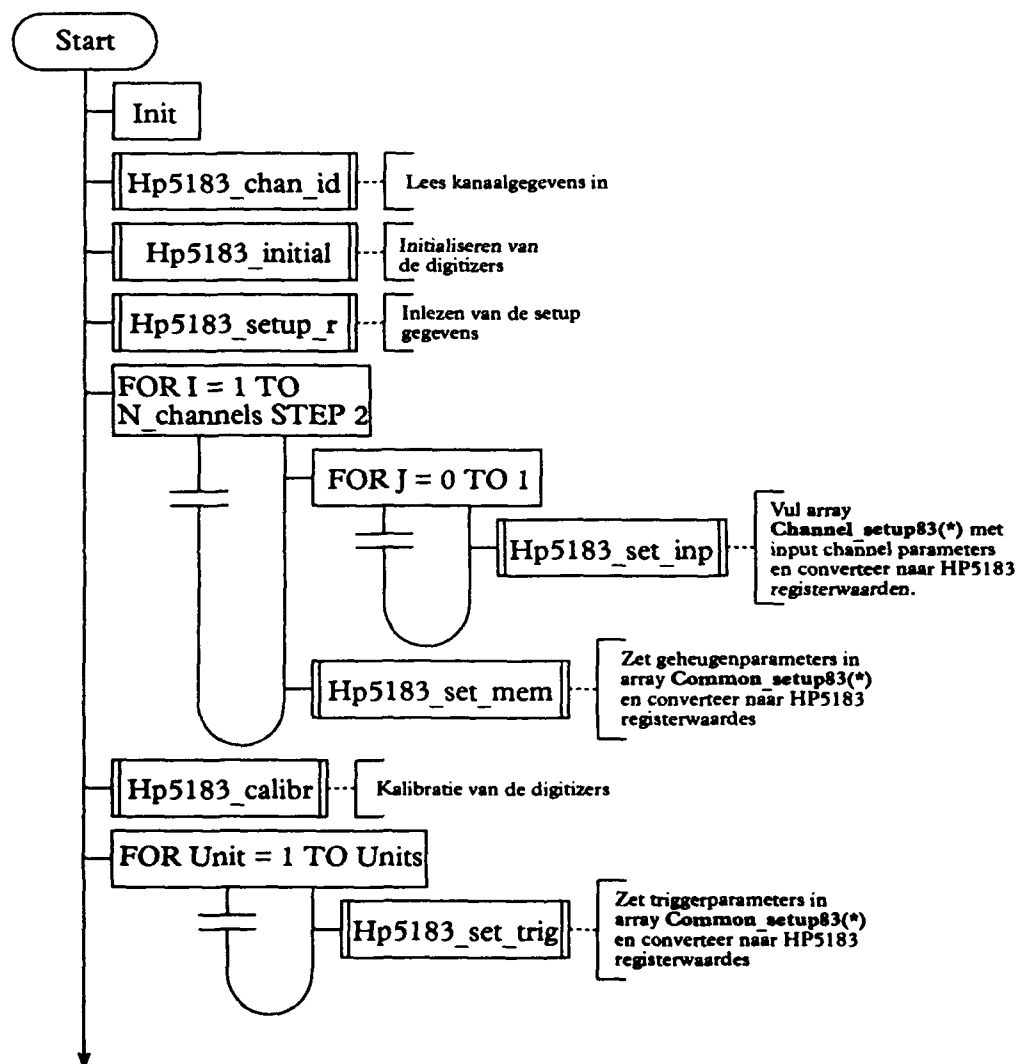 Start
Init
Hp5183_chan_id
Lees kanaalgegevens in
Hp5183_initial
Initialiseren van
de digitizers
Hp5183_setup_r
Inlezen van de setup
gegevens
FOR I = 1 TO
N_channels STEP 2
FOR J = 0 TO 1
Hp5183_set_inp
Vul array
Channel_setup83(*) met
input channel parameters
en converteer naar HP5183
registerwaarden.
Hp5183_set_mem
Zet geheugenparameters in
array Common_setup83(*)
en converteer naar HP5183
registerwaardes
Hp5183_calibr
Kalibratie van de digitizers
FOR Unit = 1 TO Units
Hp5183_set_trig
Zet triggerparameters in
array Common_setup83(*)
en converteer naar HP5183
registerwaardes